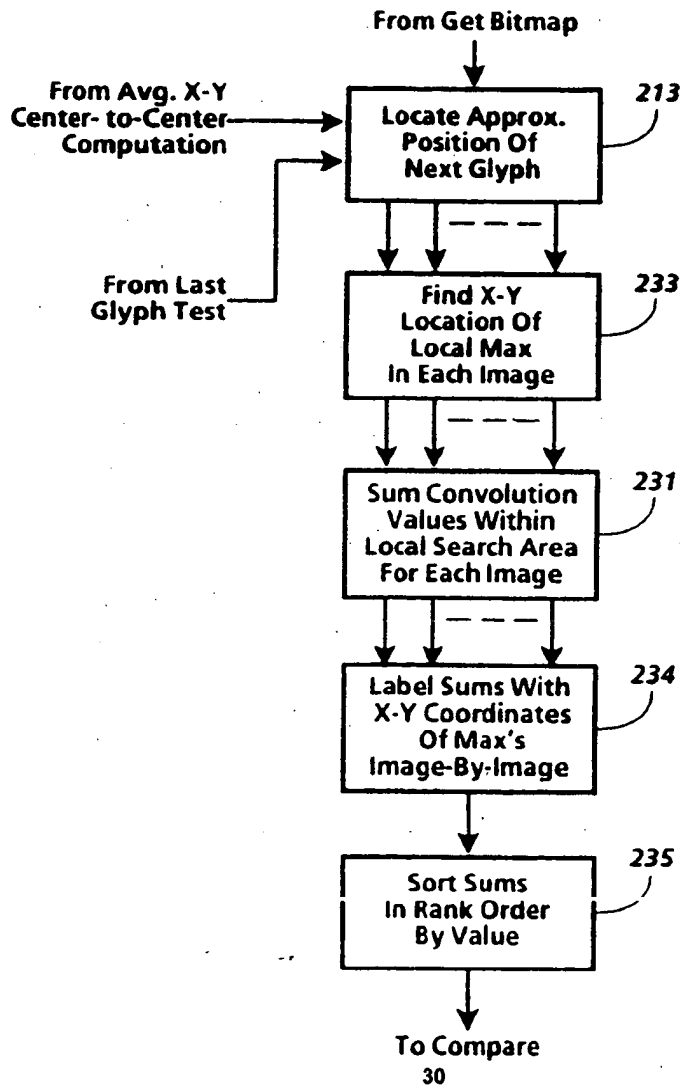 From Get Bitmap
From Avg. X-Y
Center- to-Center
Computation
213
Locate Approx.
Position Of
Next Glyph
From Last
Glyph Test
233
Find X-Y
Location Of
Local Max
In Each Image
231
Sum Convolution
Values Within
Local Search Area
For Each Image
234
Label Sums With
X-Y Coordinates
Of Max's
Image-By-Image
235
Sort Sums
In Rank Order
By Value
To Compare
30